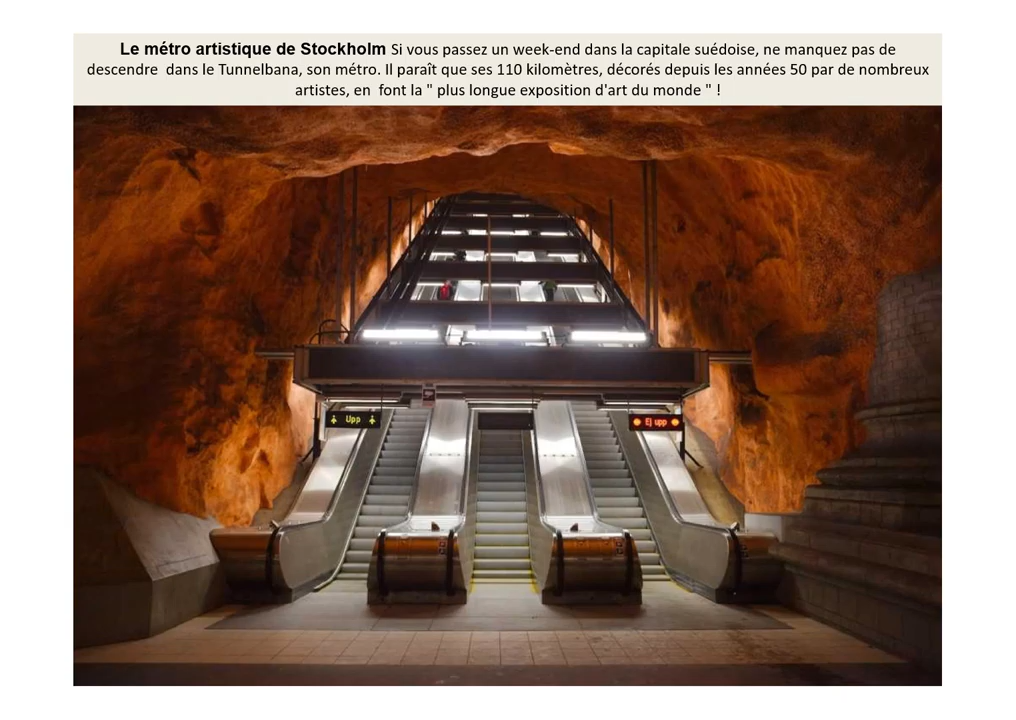 Le métro artistique de Stockholm Si vous passez un week-end dans la capitale suédoise, ne manquez pas de
descendre  dans le Tunnelbana, son métro. Il paraît que ses 110 kilomètres, décorés depuis les années 50 par de nombreux
artistes, en  font la " plus longue exposition d'art du monde " !
Upp
Ej upp